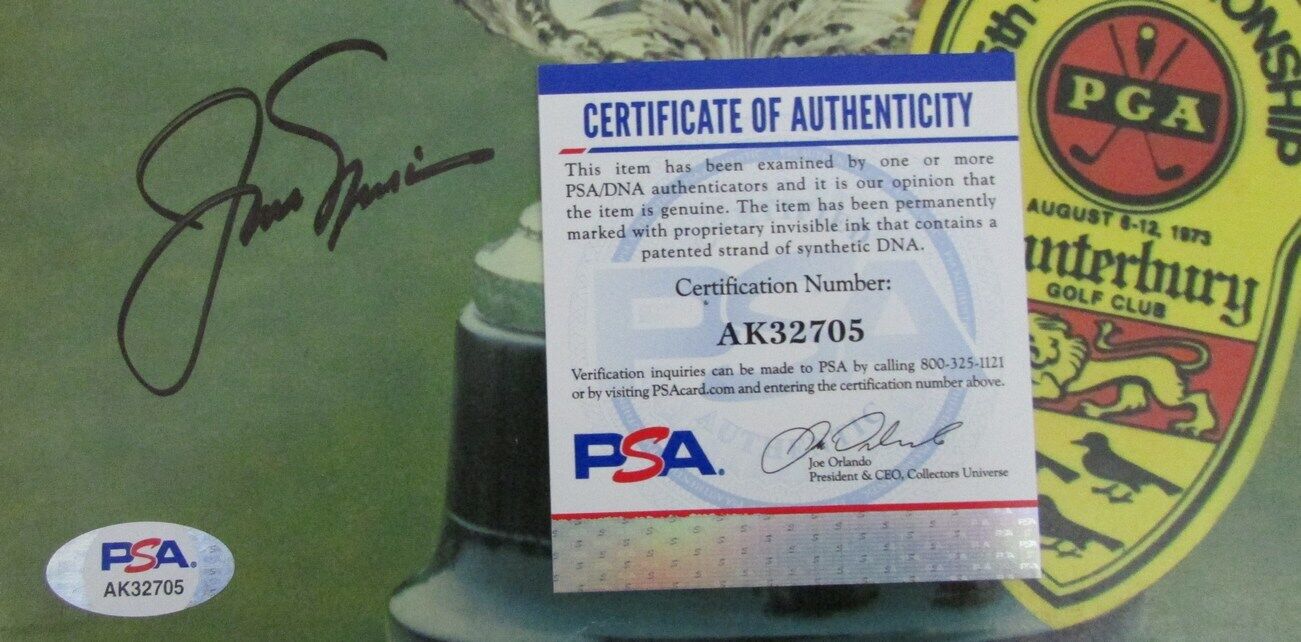 CERTIFICATE OF AUTHENTICITY
This item has been examined by one or more
PSA/DNA authenticators and it is our opinion that
the item is genuine. The item has been permanently
marked with proprietary invisible ink that contains a
patented strand of synthetic DNA.
Certification Number:
AK32705
Verification inquiries can be made to PSA by calling 800-325-1121
or by visiting PSAcard.com and entering the certification number above.
PSA.
Joe Orlando
Joe Orlando
President & CEO, Collectors Universe
PSA.
AK32705
PGA
AUGUST 6-12, 1973
anterbury
GOLF CLUB